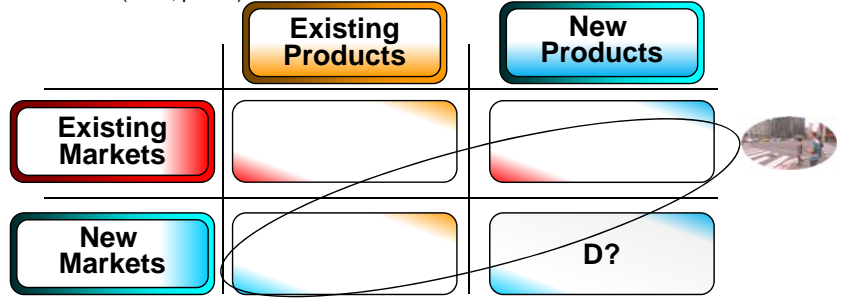 Existing
Products
New
Products
Existing
Markets
New
Markets
D?